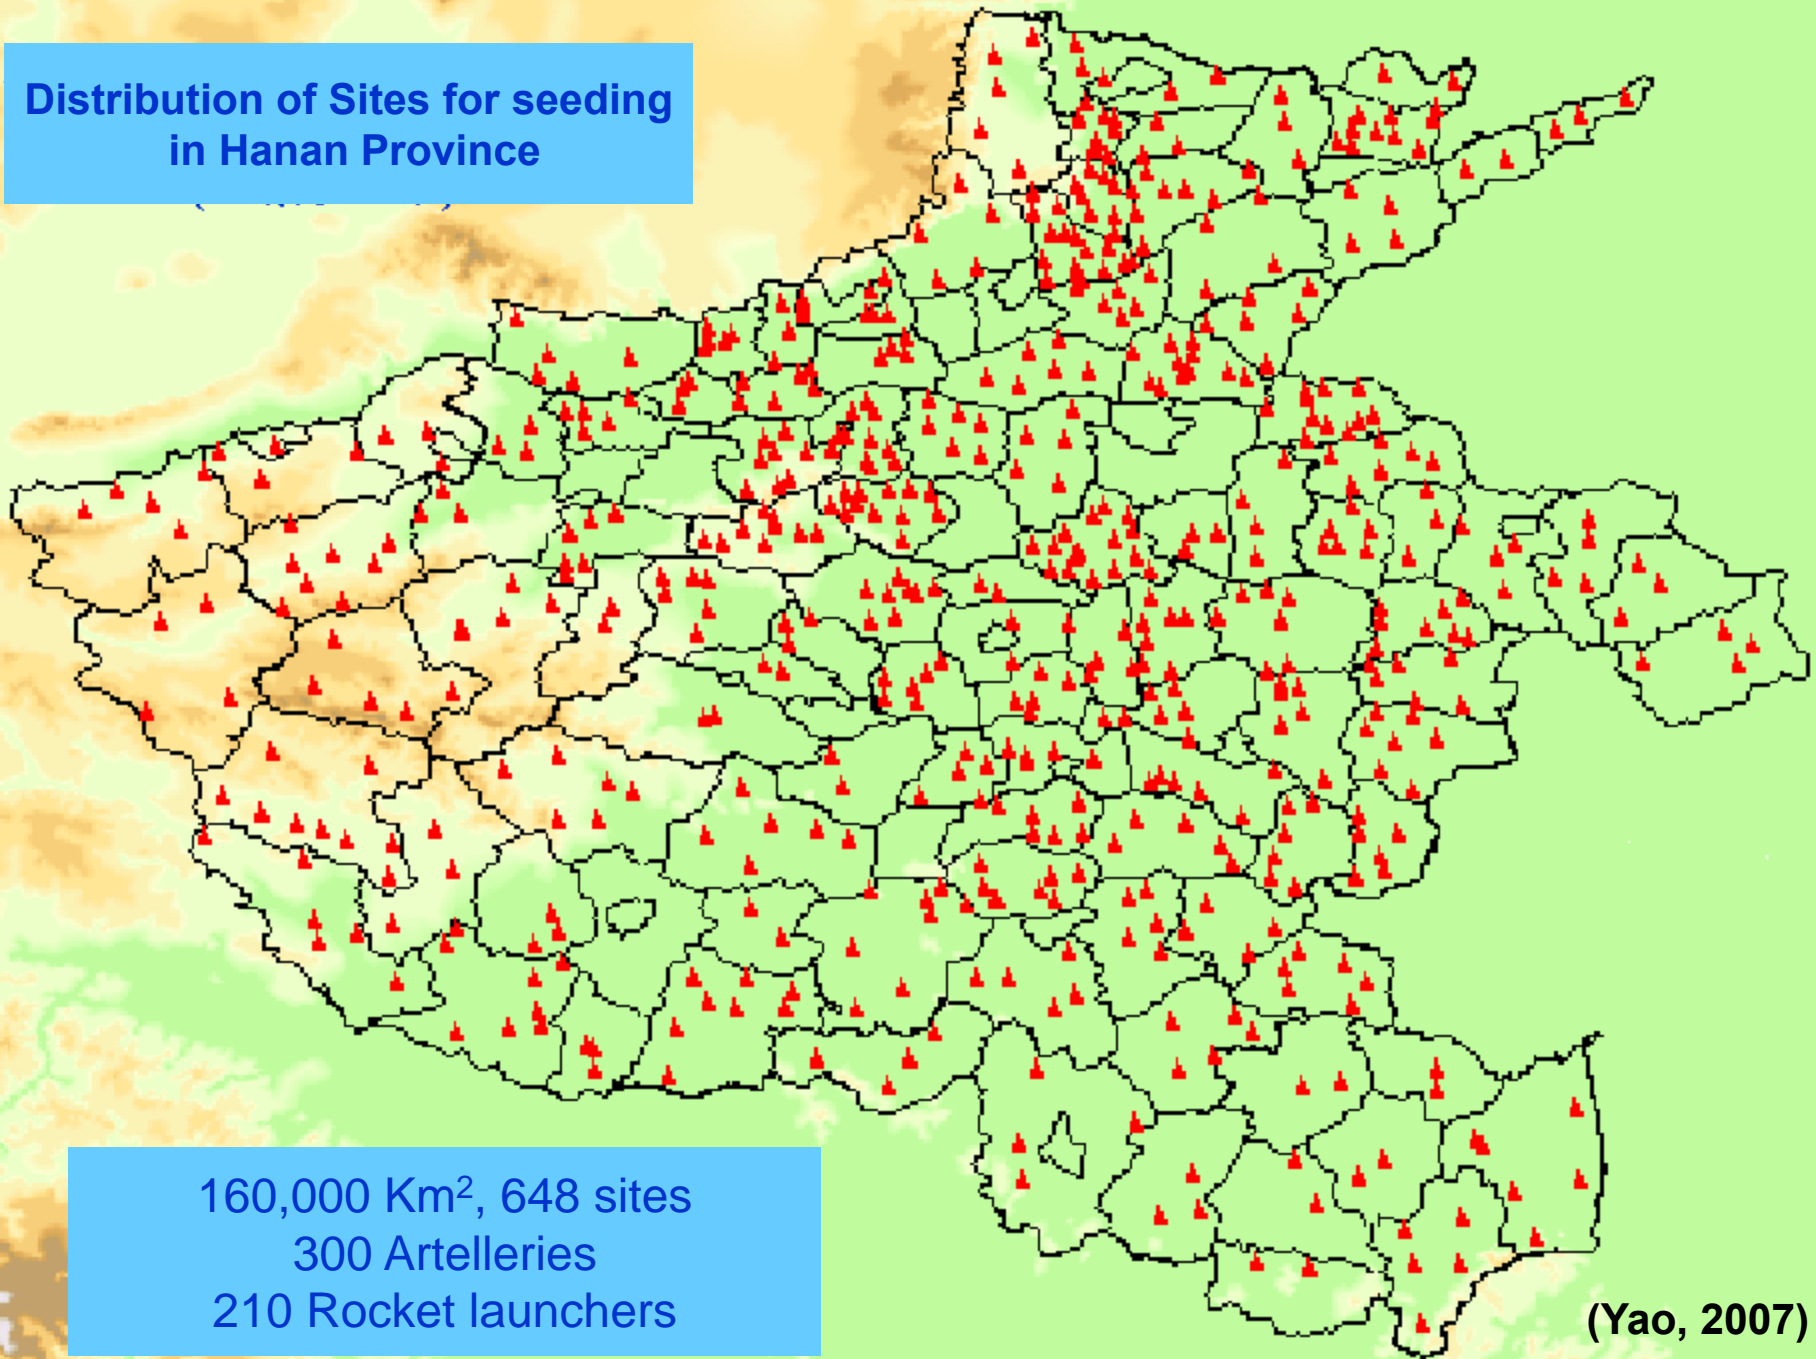 Distribution of Sites for seeding
in Hanan Province
160,000 Km², 648 sites
300 Artelleries
210 Rocket launchers
(Yao, 2007)